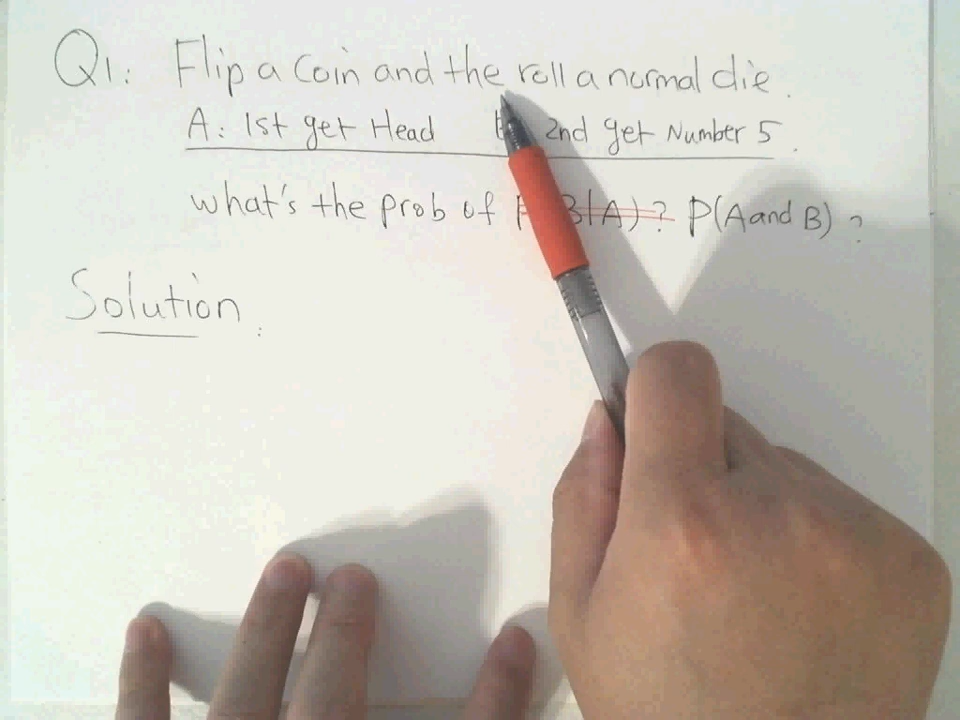 Q1: Flip a Coin and the roll a normal die.
A: 1st get Head 2nd get Number 5.
what's the prob of B|A)? P(A and B)?
Solution: